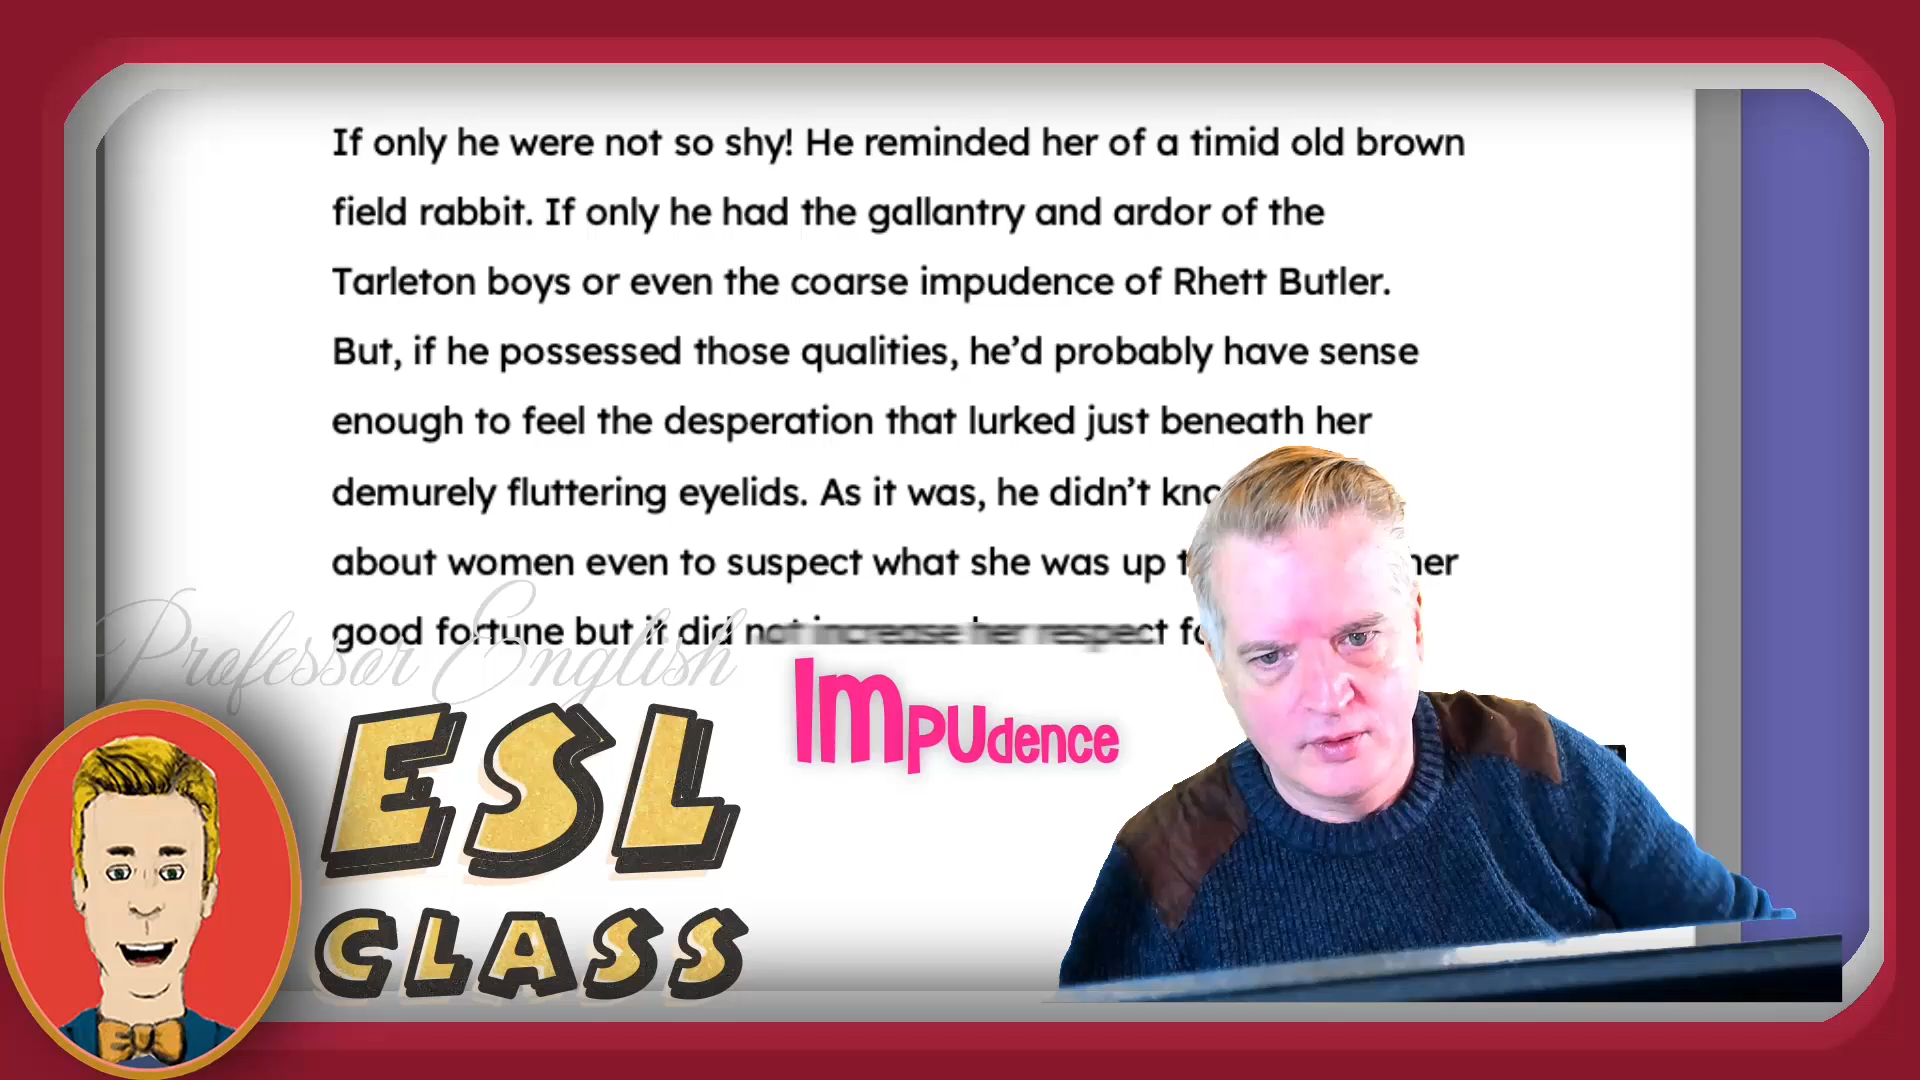 If only he were not so shy! He reminded her of a timid old brown
field rabbit. If only he had the gallantry and ardor of the
Tarleton boys or even the coarse impudence of Rhett Butler.
But, if he possessed those qualities, he’d probably have sense
enough to feel the desperation that lurked just beneath her
demurely fluttering eyelids. As it was, he didn’t
about women even to suspect what she was up
good fortune but it did not increase her respect
Professor English
Impudence
ESL
CLASS